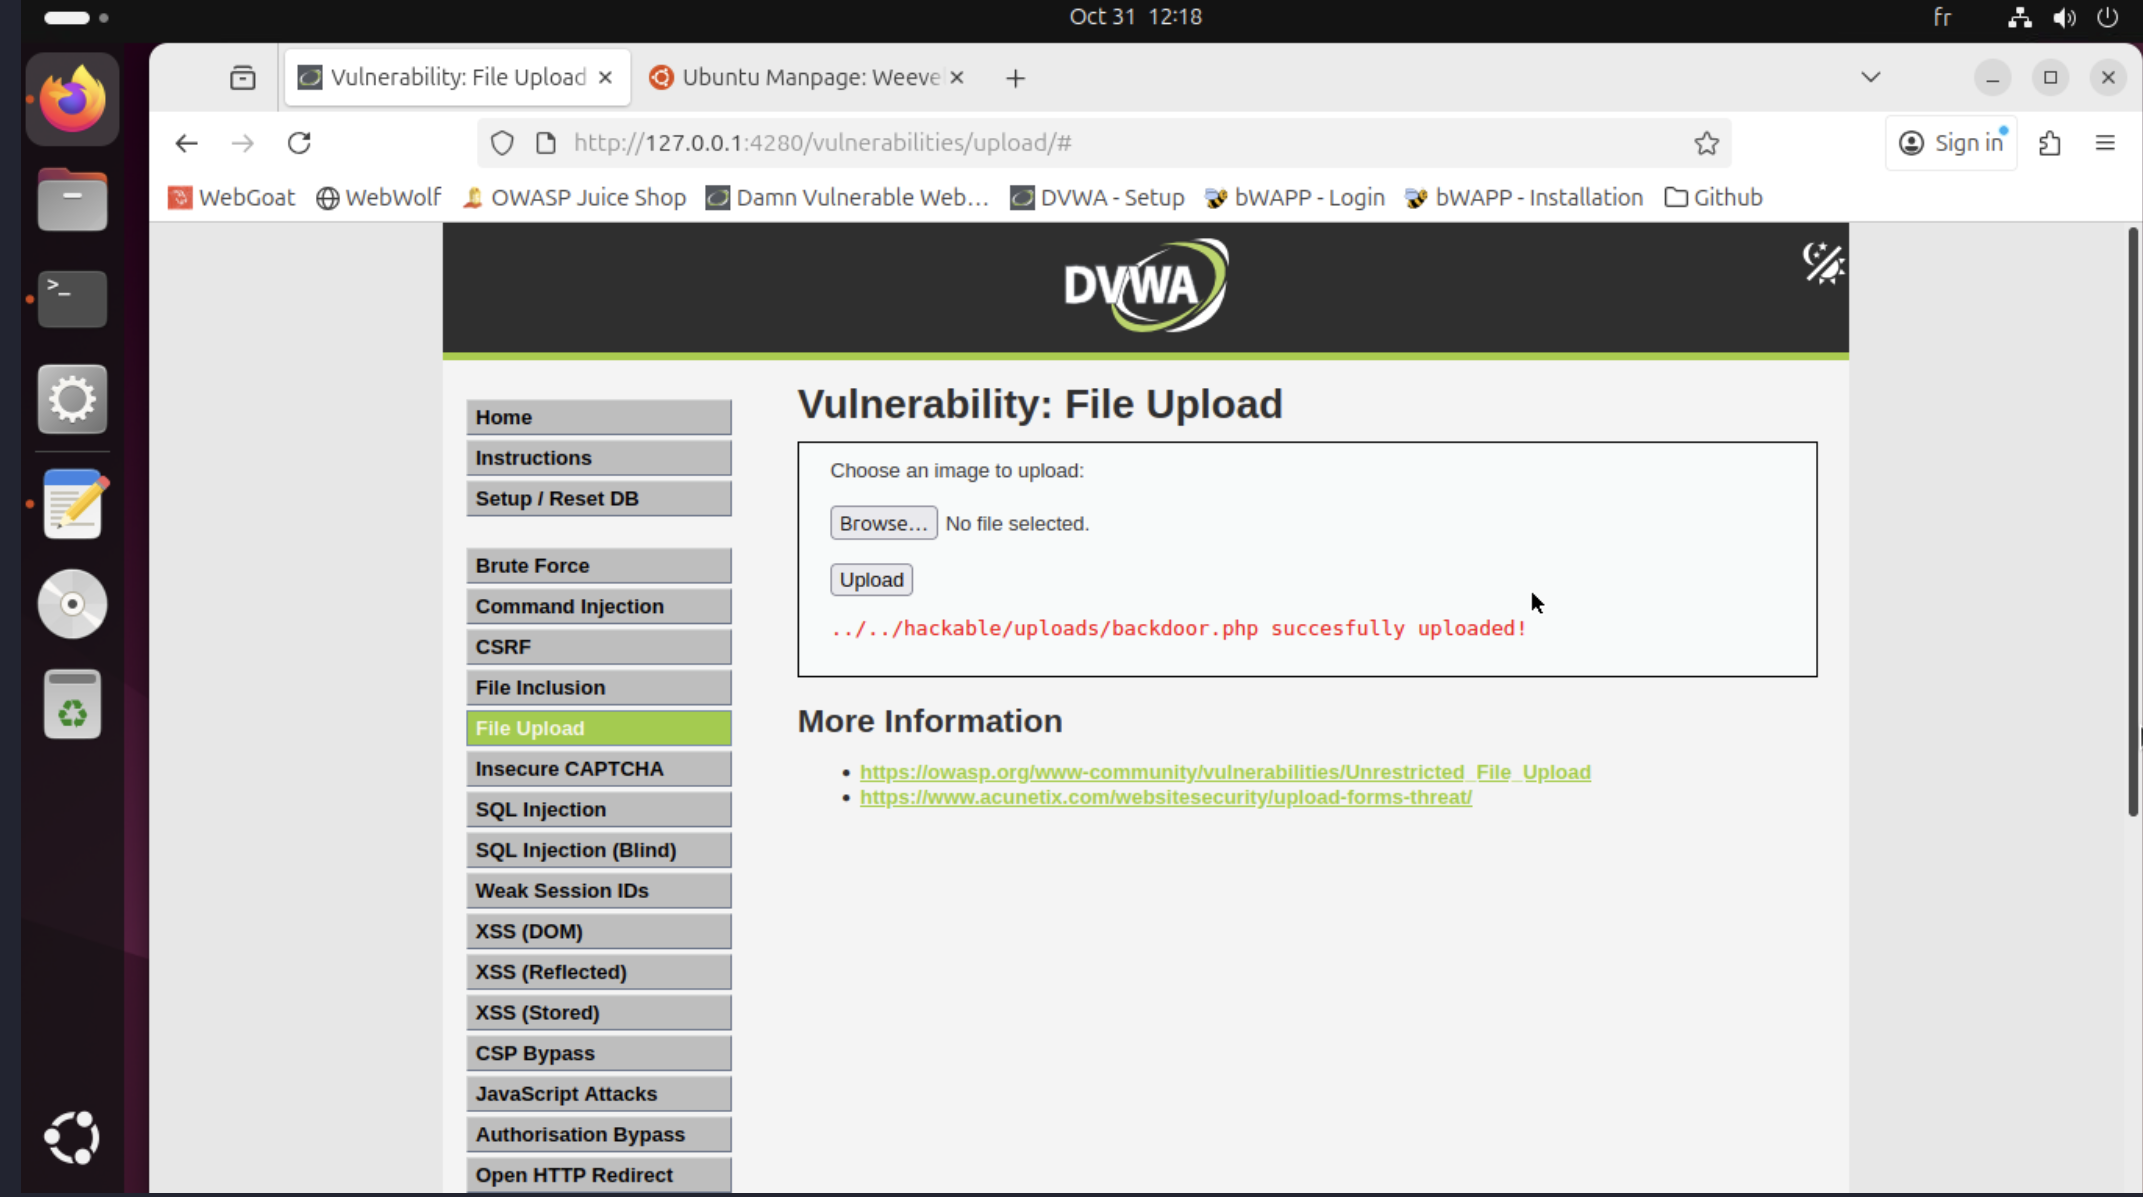 Oct 31 12:18
fr
Vulnerability: File Upload
Ubuntu Manpage: Weeve
http://127.0.0.1:4280/vulnerabilities/upload/#
Sign in
WebGoat
WebWolf
OWASP Juice Shop
Damn Vulnerable Web...
DVWA - Setup
bWAPP - Login
bWAPP - Installation
Github
DVWA
Home
Instructions
Setup / Reset DB
Brute Force
Command Injection
CSRF
File Inclusion
File Upload
Insecure CAPTCHA
SQL Injection
SQL Injection (Blind)
Weak Session IDs
XSS (DOM)
XSS (Reflected)
XSS (Stored)
CSP Bypass
JavaScript Attacks
Authorisation Bypass
Open HTTP Redirect
Vulnerability: File Upload
Choose an image to upload:
Browse... No file selected.
Upload
../../hackable/uploads/backdoor.php succesfully uploaded!
More Information
https://owasp.org/www-community/vulnerabilities/Unrestricted_File_Upload
https://www.acunetix.com/websitesecurity/upload-forms-threat/